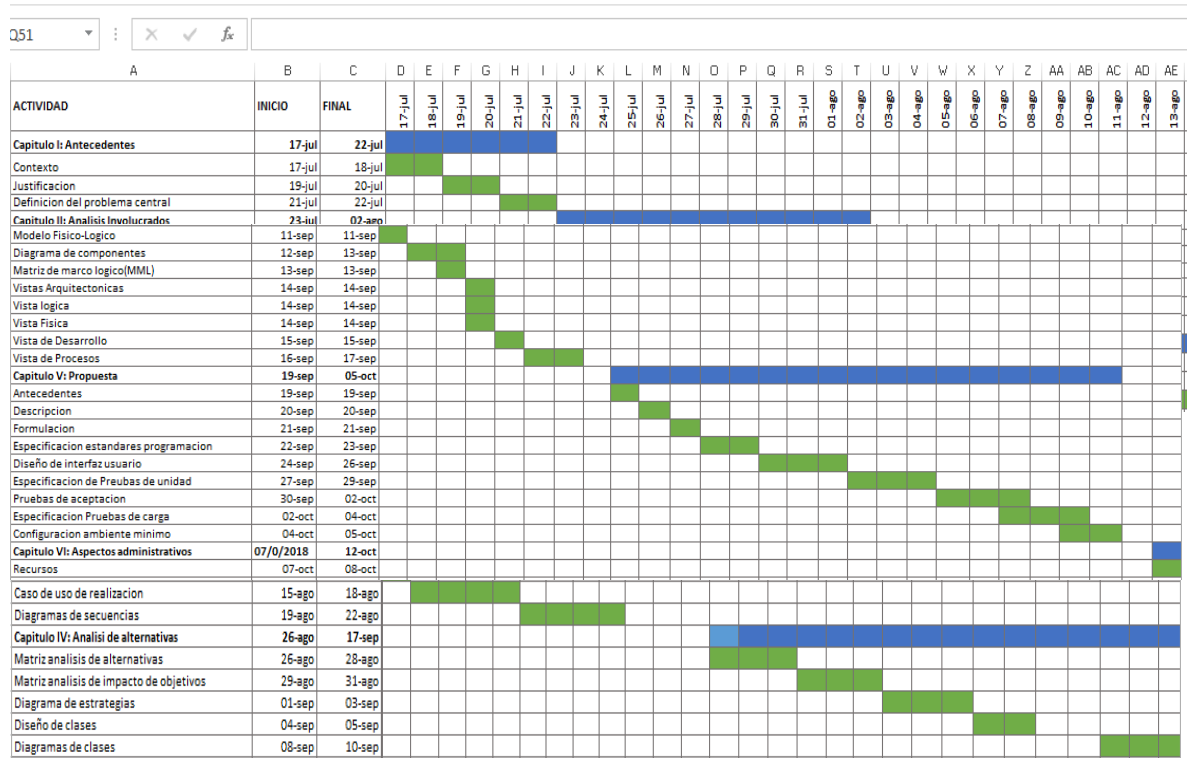 Q51 fx
A B C D E F G H I J K L M N O P Q R S T U V W X Y Z AA AB AC AD AE
ACTIVIDAD INICIO FINAL 17-jul 18-jul 19-jul 20-jul 21-jul 22-jul 23-jul 24-jul 25-jul 26-jul 27-jul 28-jul 29-jul 30-jul 31-jul 01-ago 02-ago 03-ago 04-ago 05-ago 06-ago 07-ago 08-ago 09-ago 10-ago 11-ago 12-ago 13-ago
Capitulo I: Antecedentes 17-jul 22-jul
Contexto 17-jul 18-jul
Justificacion 19-jul 20-jul
Definicion del problema central 21-jul 22-jul
Capitulo II: Analisis Involucrados 23-jul 02-ago
Modelo Fisico-Logico 11-sep 11-sep
Diagrama de componentes 12-sep 13-sep
Matriz de marco logico(MML) 13-sep 13-sep
Vistas Arquitectonicas 14-sep 14-sep
Vista logica 14-sep 14-sep
Vista Fisica 14-sep 14-sep
Vista de Desarrollo 15-sep 15-sep
Vista de Procesos 16-sep 17-sep
Capitulo V: Propuesta 19-sep 05-oct
Antecedentes 19-sep 19-sep
Descripcion 20-sep 20-sep
Formulacion 21-sep 21-sep
Especificacion estandares programacion 22-sep 23-sep
Diseño de interfaz usuario 24-sep 26-sep
Especificacion de Preubas de unidad 27-sep 29-sep
Pruebas de aceptacion 30-sep 02-oct
Especificacion Pruebas de carga 02-oct 04-oct
Configuracion ambiente minimo 04-oct 05-oct
Capitulo VI: Aspectos administrativos 07/0/2018 12-oct
Recursos 07-oct 08-oct
Caso de uso de realizacion 15-ago 18-ago
Diagramas de secuencias 19-ago 22-ago
Capitulo IV: Analisi de alternativas 26-ago 17-sep
Matriz analisis de alternativas 26-ago 28-ago
Matriz analisis de impacto de objetivos 29-ago 31-ago
Diagrama de estrategias 01-sep 03-sep
Diseño de clases 04-sep 05-sep
Diagramas de clases 08-sep 10-sep